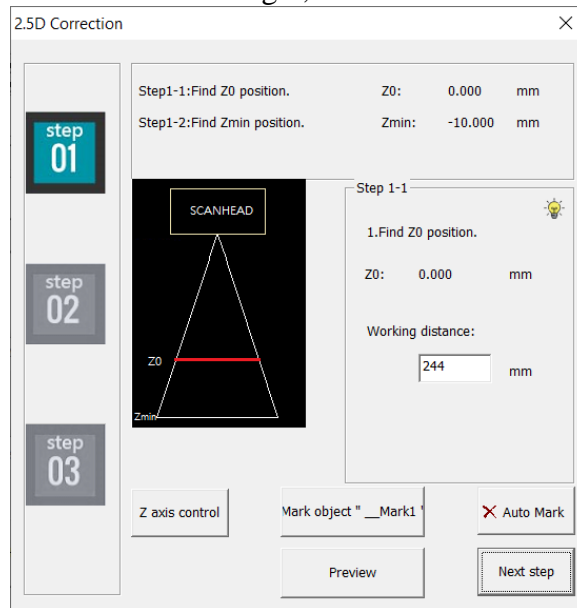 2.5D Correction
step
01
Step1-1:Find Z0 position. Z0: 0.000 mm
Step1-2:Find Zmin position. Zmin: -10.000 mm
SCANHEAD
Z0
Zmin
Step 1-1
1.Find Z0 position.
Z0: 0.000 mm
Working distance:
244 mm
step
02
step
03
Z axis control
Mark object " __Mark1 "
Auto Mark
Preview
Next step